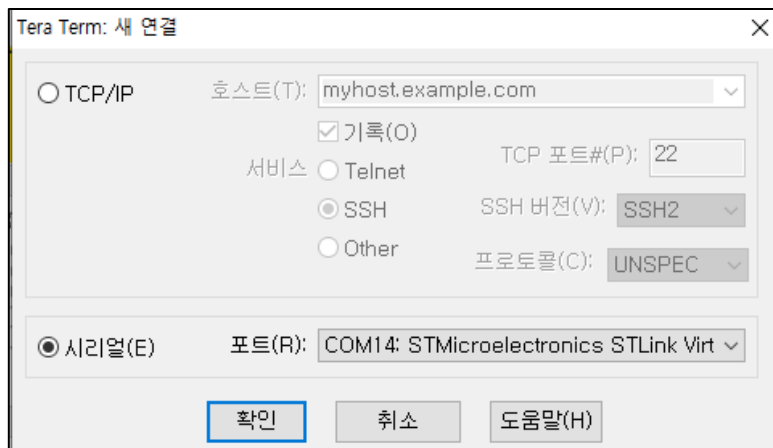 Tera Term: 새 연결
TCP/IP
호스트(T): myhost.example.com
기록(O)
서비스 Telnet
TCP 포트#(P): 22
SSH
SSH 버전(V): SSH2
Other
프로토콜(C): UNSPEC
시리얼(E)
포트(R): COM14: STMicroelectronics STLink Virt
확인
취소
도움말(H)